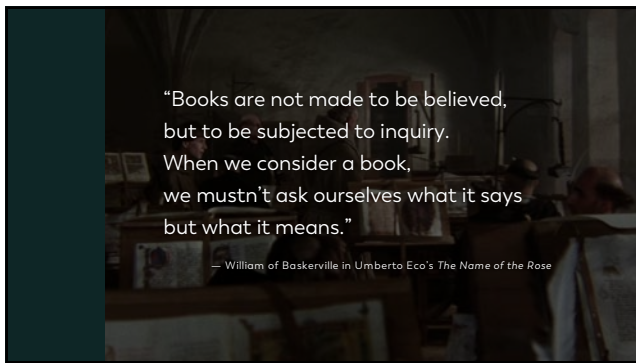 “Books are not made to be believed,
but to be subjected to inquiry.
When we consider a book,
we mustn’t ask ourselves what it says
but what it means.”
— William of Baskerville in Umberto Eco’s The Name of the Rose